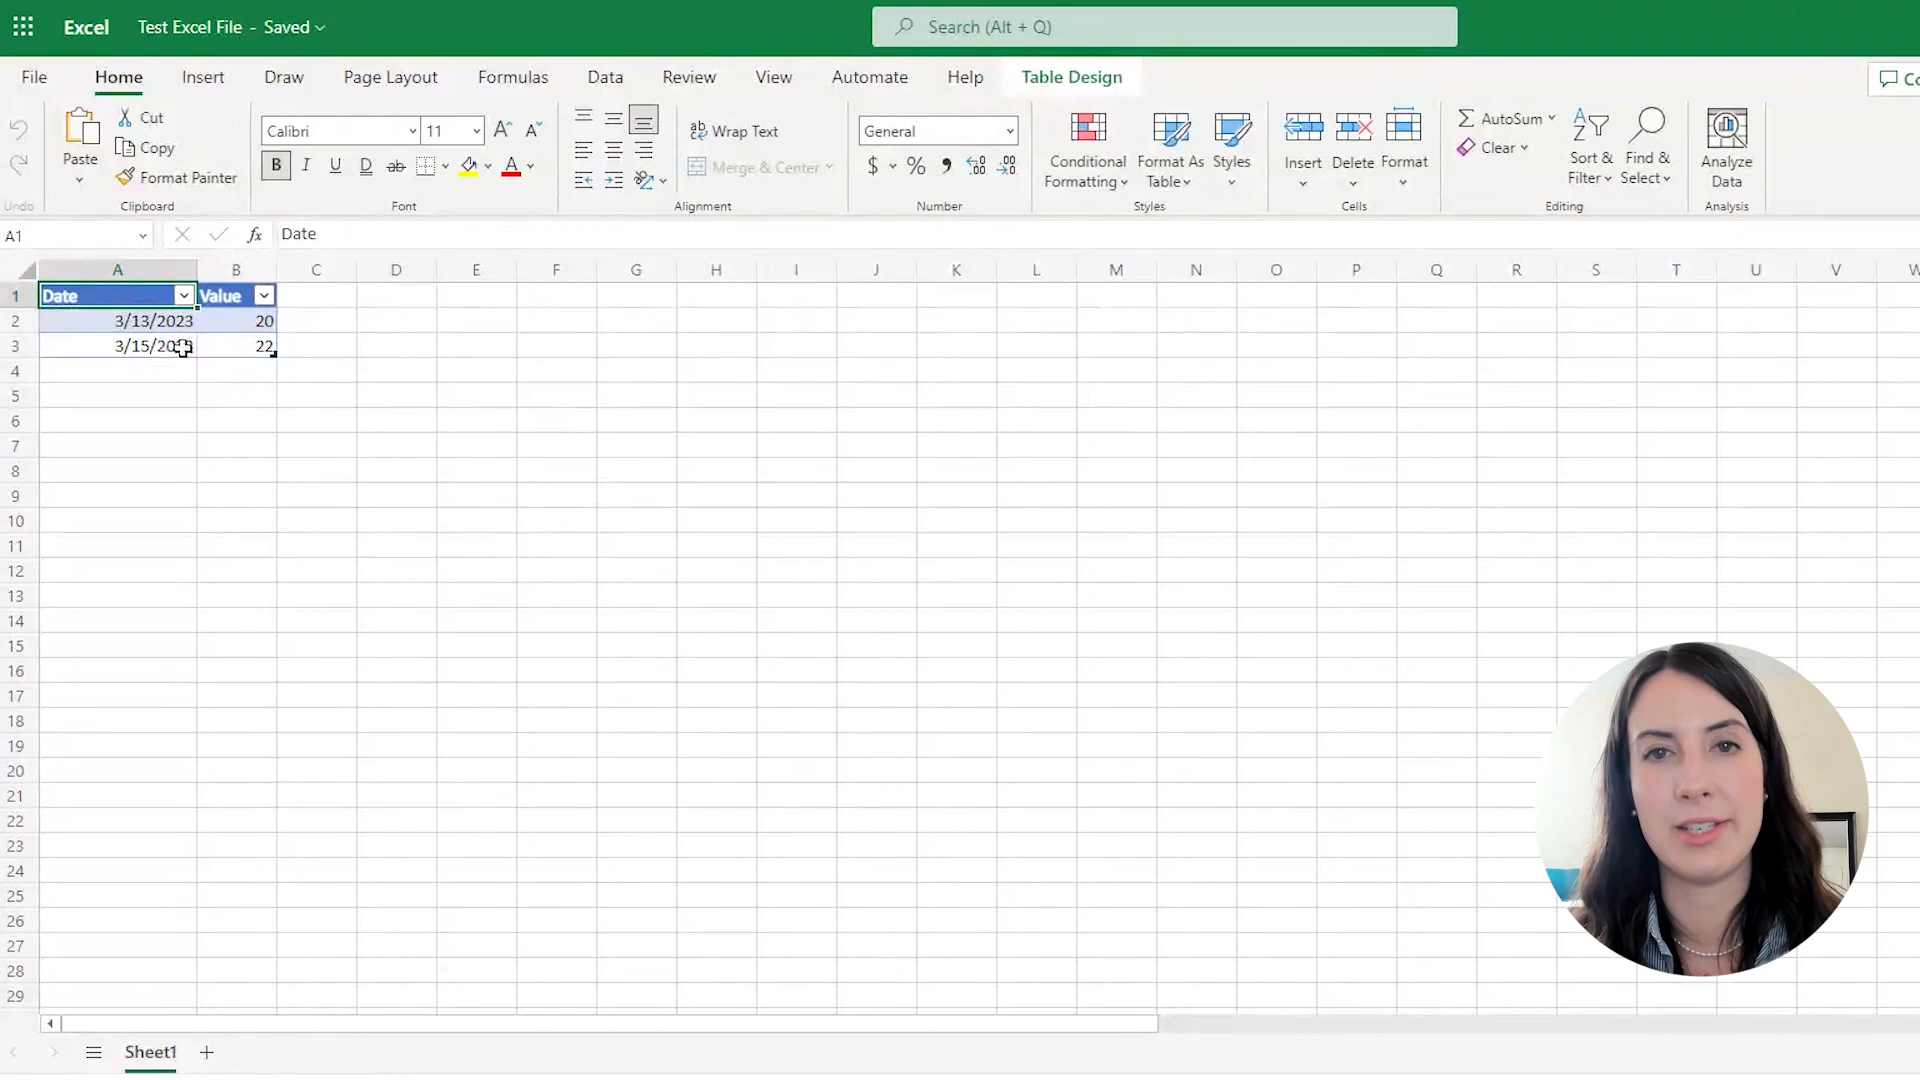 Excel Test Excel File - Saved Search (Alt + Q)
File Home Insert Draw Page Layout Formulas Data Review View Automate Help Table Design
Undo
Paste
Cut
Copy
Format Painter
Clipboard
Calibri 11
B I U D ab
A
Font
ab Wrap Text
Merge & Center
Alignment
General
$ % 9 .00 .00
Number
Conditional Formatting
Format As Table
Styles
Styles
Insert Delete Format
Cells
AutoSum
Clear
Sort & Filter
Find & Select
Editing
Analyze Data
Analysis
A1 fx Date
A B C D E F G H I J K L M N O P Q R S T U V
1 Date Value
2 3/13/2023 20
3 3/15/20 22
4
5
6
7
8
9
10
11
12
13
14
15
16
17
18
19
20
21
22
23
24
25
26
27
28
29
Sheet1